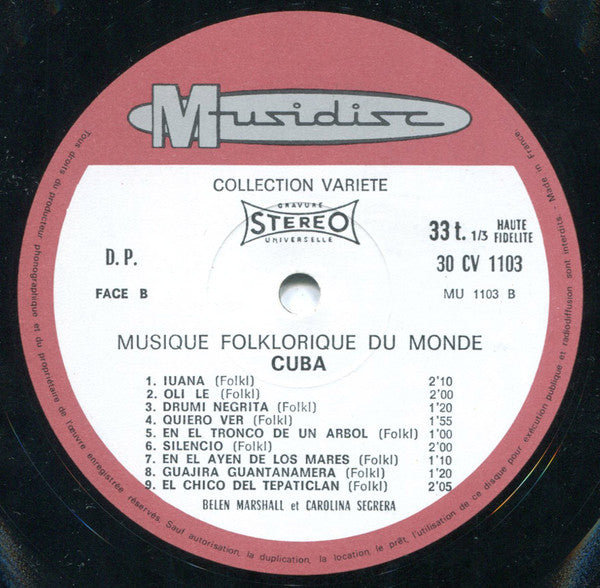 Musidisc
COLLECTION VARIETE
GRAVURE
STEREO
UNIVERSELLE
33 t. 1/3 HAUTE FIDELITE
D. P.
30 CV 1103
FACE B
MU 1103 B
MUSIQUE FOLKLORIQUE DU MONDE
CUBA
1. IUANA (Folkl) 2'10
2. OLI LE (Folkl) 2'00
3. DRUMI NEGRITA (Folkl) 1'20
4. QUIERO VER (Folkl) 1'55
5. EN EL TRONCO DE UN ARBOL (Folkl) 1'00
6. SILENCIO (Folkl) 2'00
7. EN EL AYEN DE LOS MARES (Folkl) 1'10
8. GUAJIRA GUANTANAMERA (Folkl) 1'20
9. EL CHICO DEL TEPATICLAN (Folkl) 2'05
BELEN MARSHALL et CAROLINA SEGRERA
Tous droits du producteur phonographique et du propriétaire de l'œuvre enregistrée réservés. Sauf autorisation, la duplication, la location, le prêt, l'utilisation de ce disque pour exécution publique et radiodiffusion sont interdits. - Made in France.